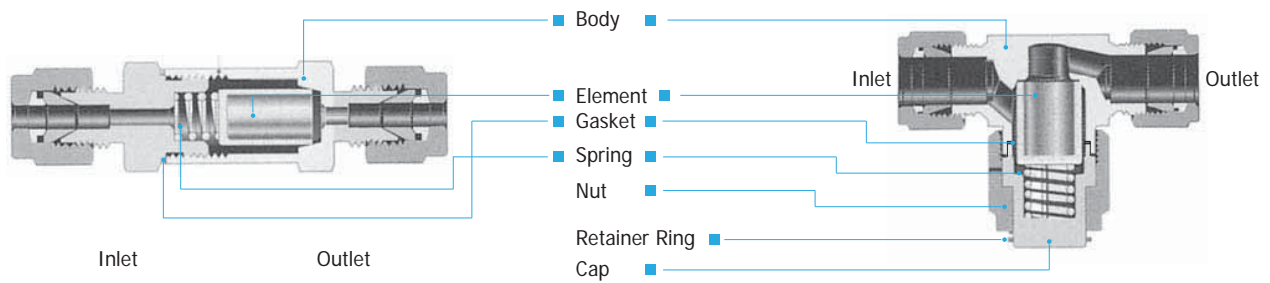 Body
Inlet
Outlet
Element
Gasket
Spring
Nut
Retainer Ring
Inlet
Outlet
Cap